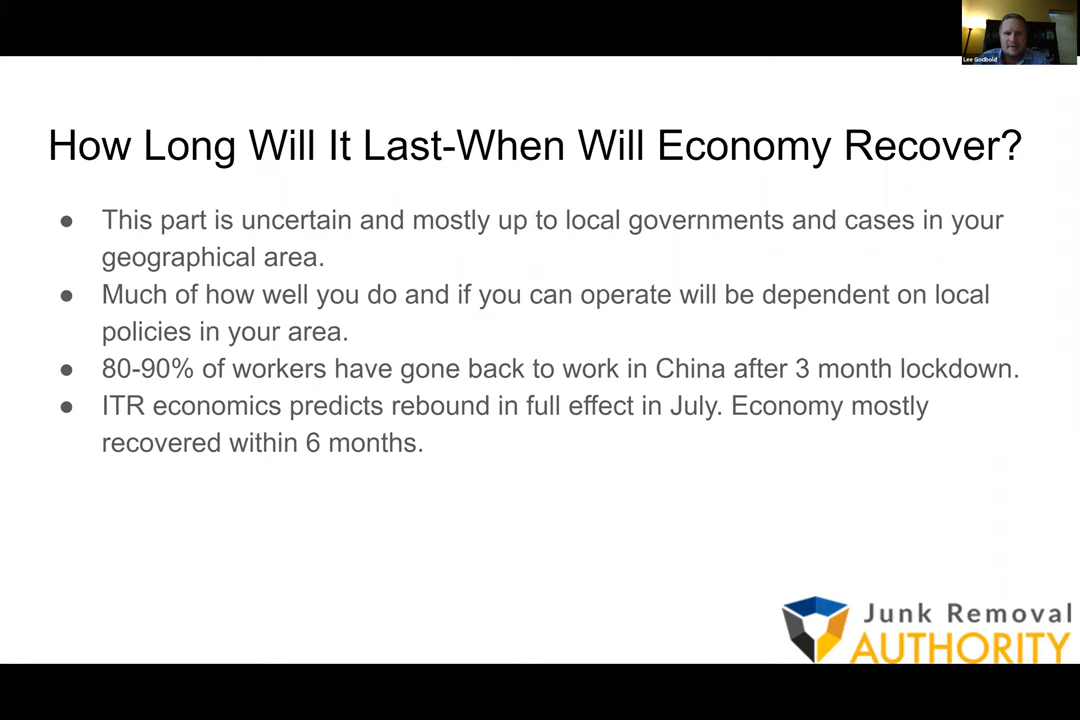 Lee Godbold
How Long Will It Last-When Will Economy Recover?
● This part is uncertain and mostly up to local governments and cases in your
geographical area.
● Much of how well you do and if you can operate will be dependent on local
policies in your area.
● 80-90% of workers have gone back to work in China after 3 month lockdown.
● ITR economics predicts rebound in full effect in July. Economy mostly
recovered within 6 months.
Junk Removal
AUTHORITY